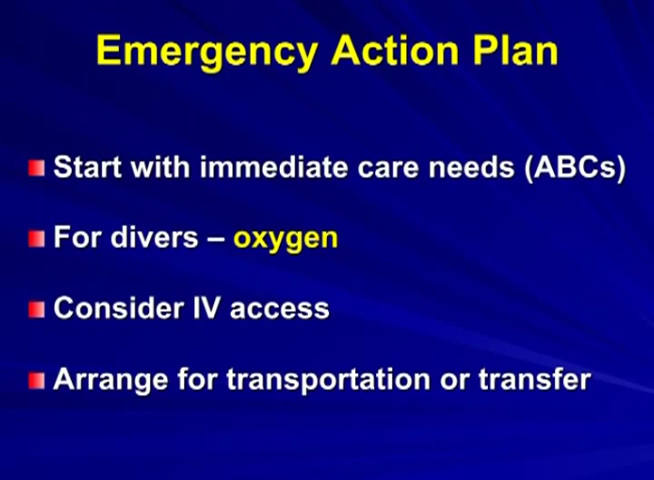 Emergency Action Plan
Start with immediate care needs (ABCs)
For divers – oxygen
Consider IV access
Arrange for transportation or transfer